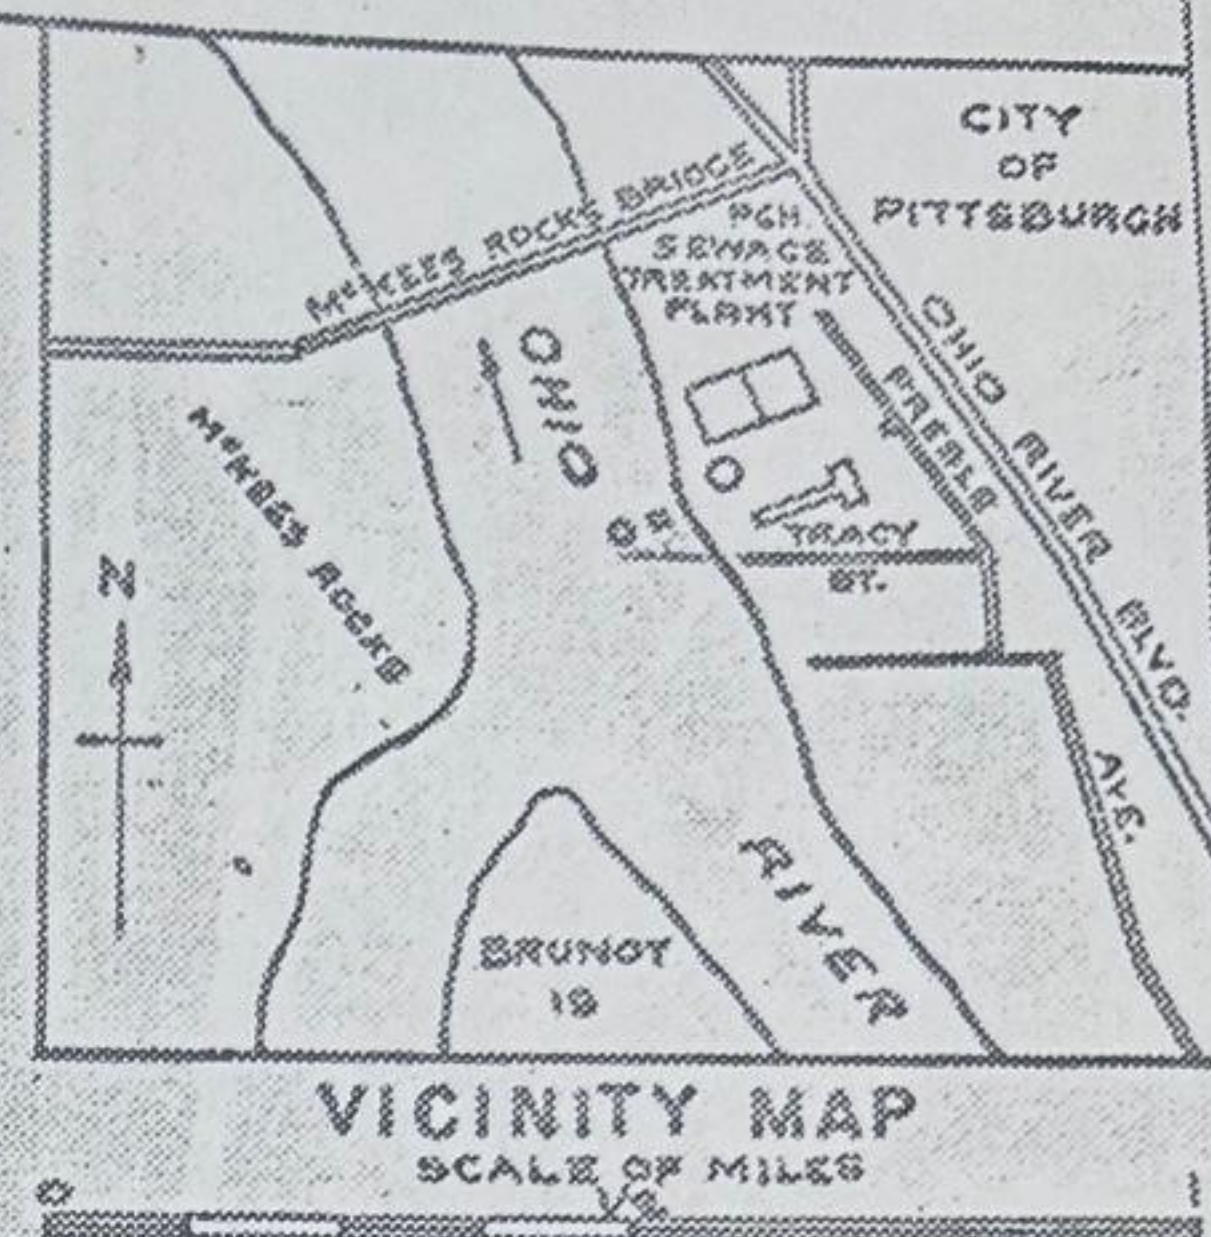 CITY
OF
PITTSBURGH
McKEES ROCKS BRIDGE
PGH.
SEWAGE
TREATMENT
PLANT
OHIO
OHIO RIVER BLVD.
PREBLE
AVE.
McKEES ROCKS
N
TRACY
ST.
RIVER
BRUNOT
IS
VICINITY MAP
SCALE OF MILES
0 1/2 1